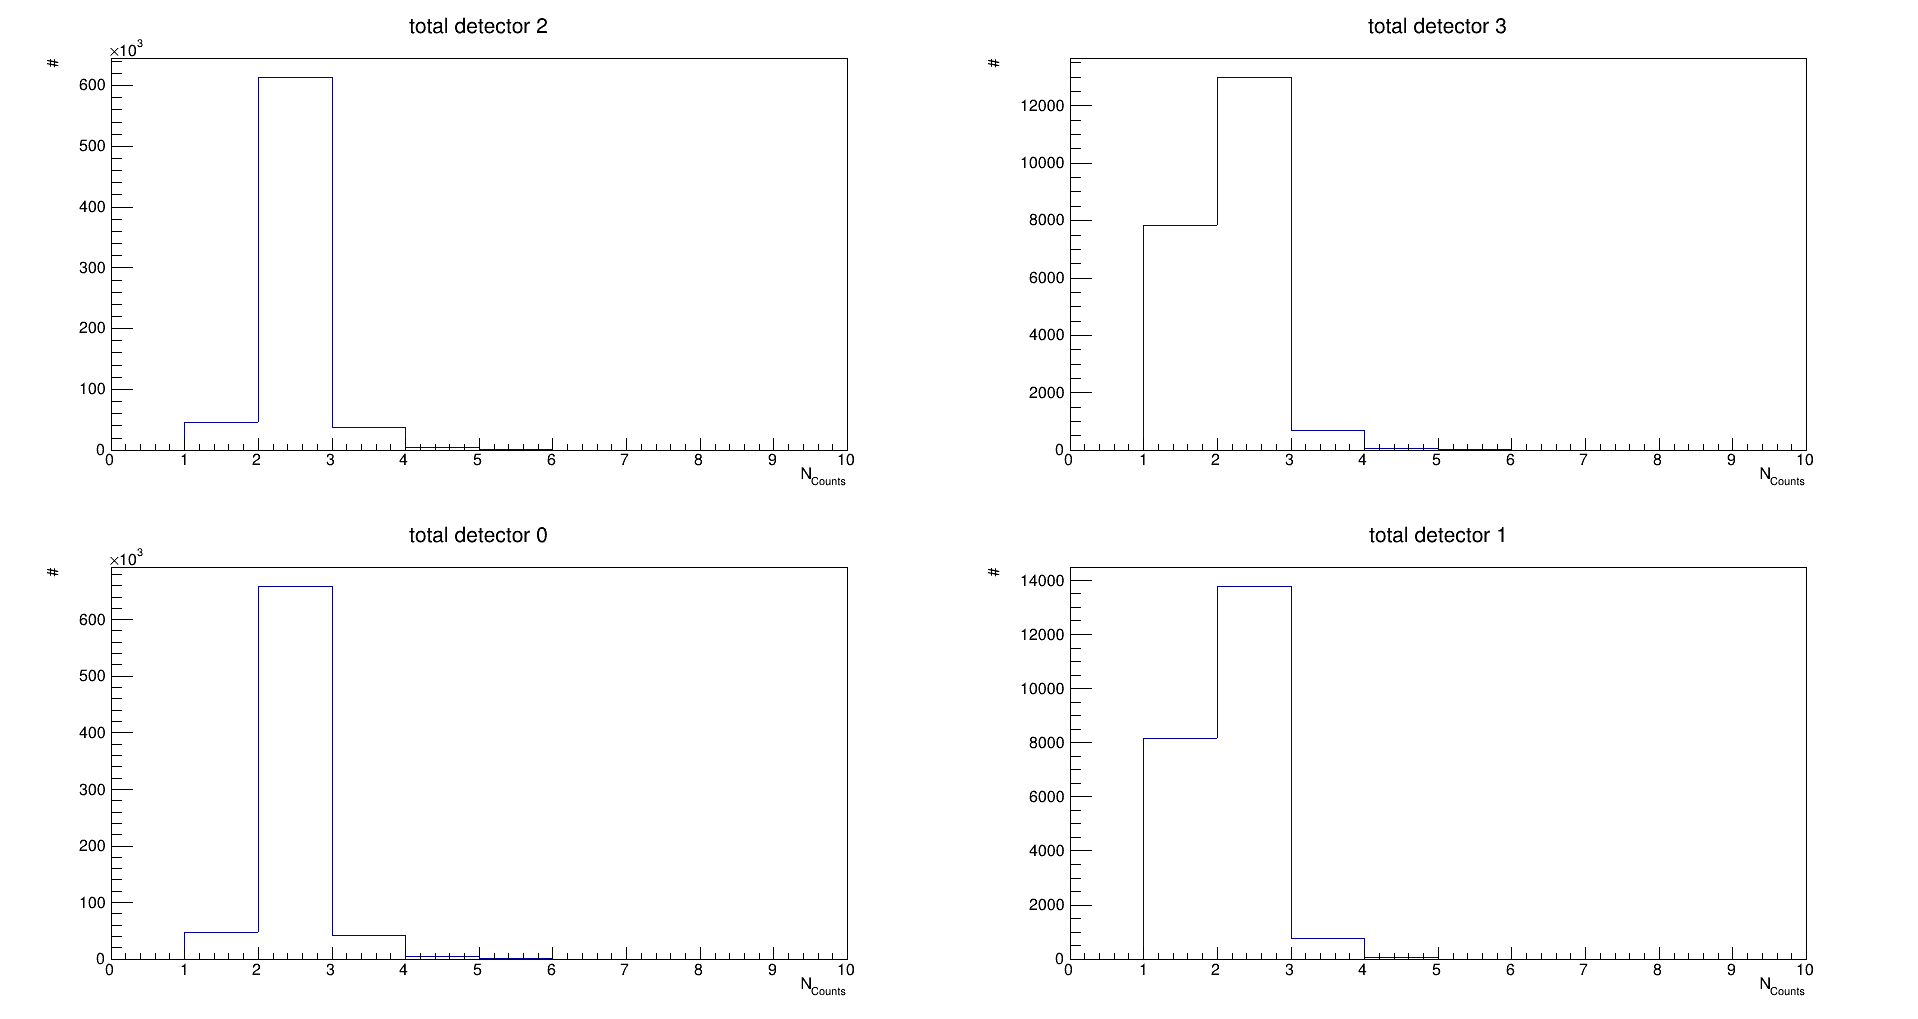 total detector 2
×10³
#
600
500
400
300
200
100
0
0 1 2 3 4 5 6 7 8 9 10
N_Counts
total detector 3
#
12000
10000
8000
6000
4000
2000
0
0 1 2 3 4 5 6 7 8 9 10
N_Counts
total detector 0
×10³
#
600
500
400
300
200
100
0
0 1 2 3 4 5 6 7 8 9 10
N_Counts
total detector 1
#
14000
12000
10000
8000
6000
4000
2000
0
0 1 2 3 4 5 6 7 8 9 10
N_Counts